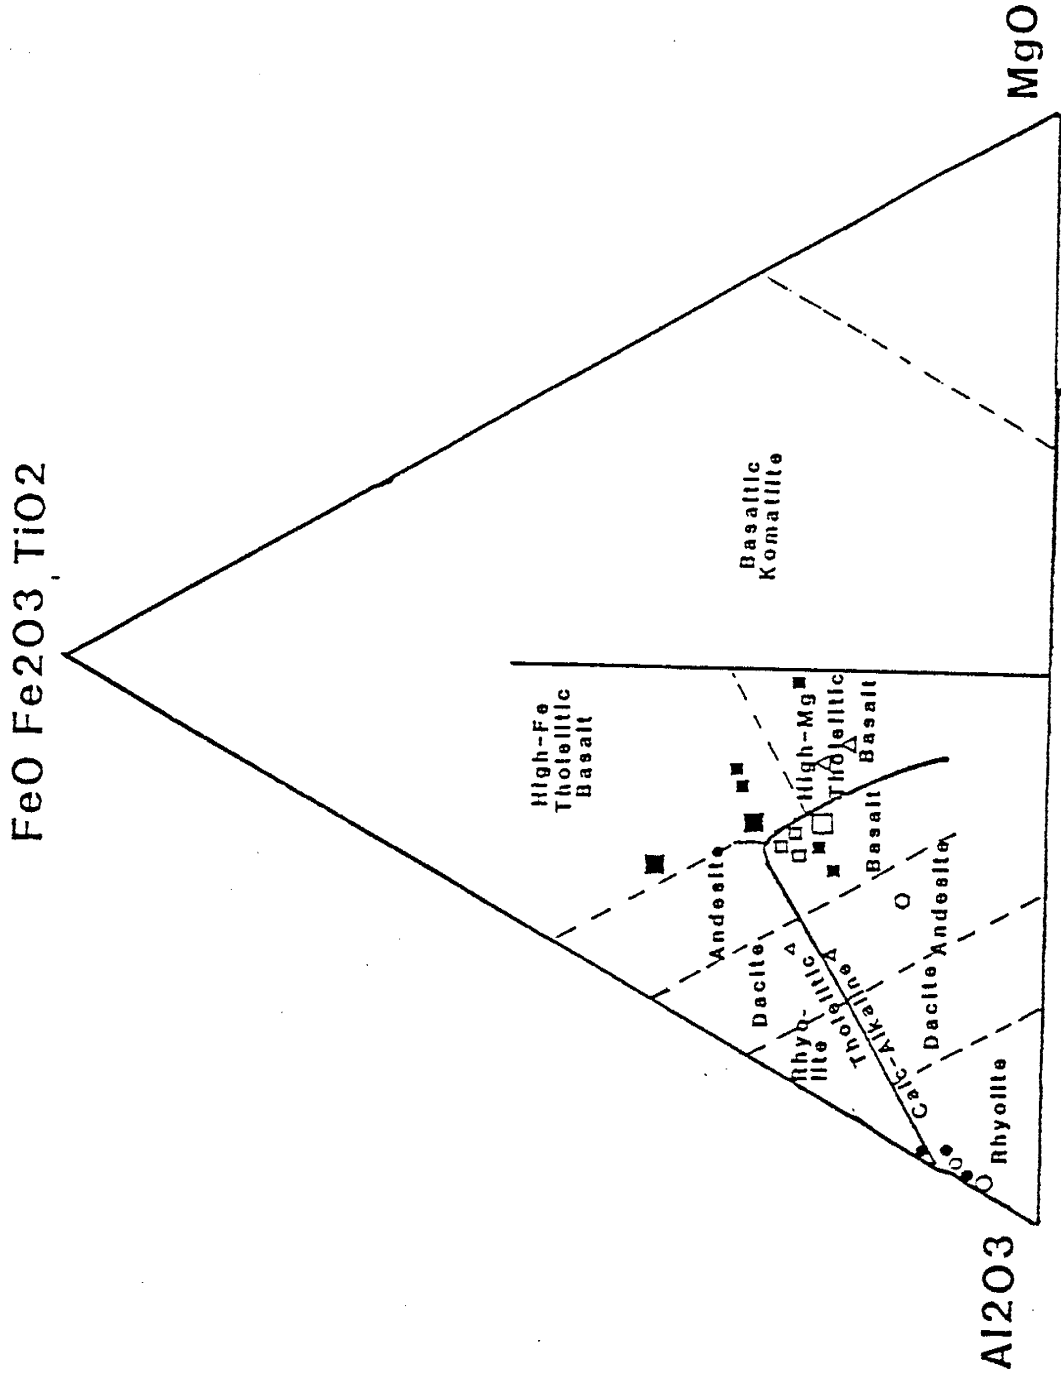 FeO Fe2O3 TiO2
MgO
Al2O3
High-Fe
Tholeiitic
Basalt
Basaltic
Komatiite
High-Mg
Tholeiitic
Basalt
Andesite
Dacite
Rhyo-
lite
Tholeiitic
Calc-Alkaline
Basalt
Andesite
Dacite
Rhyolite